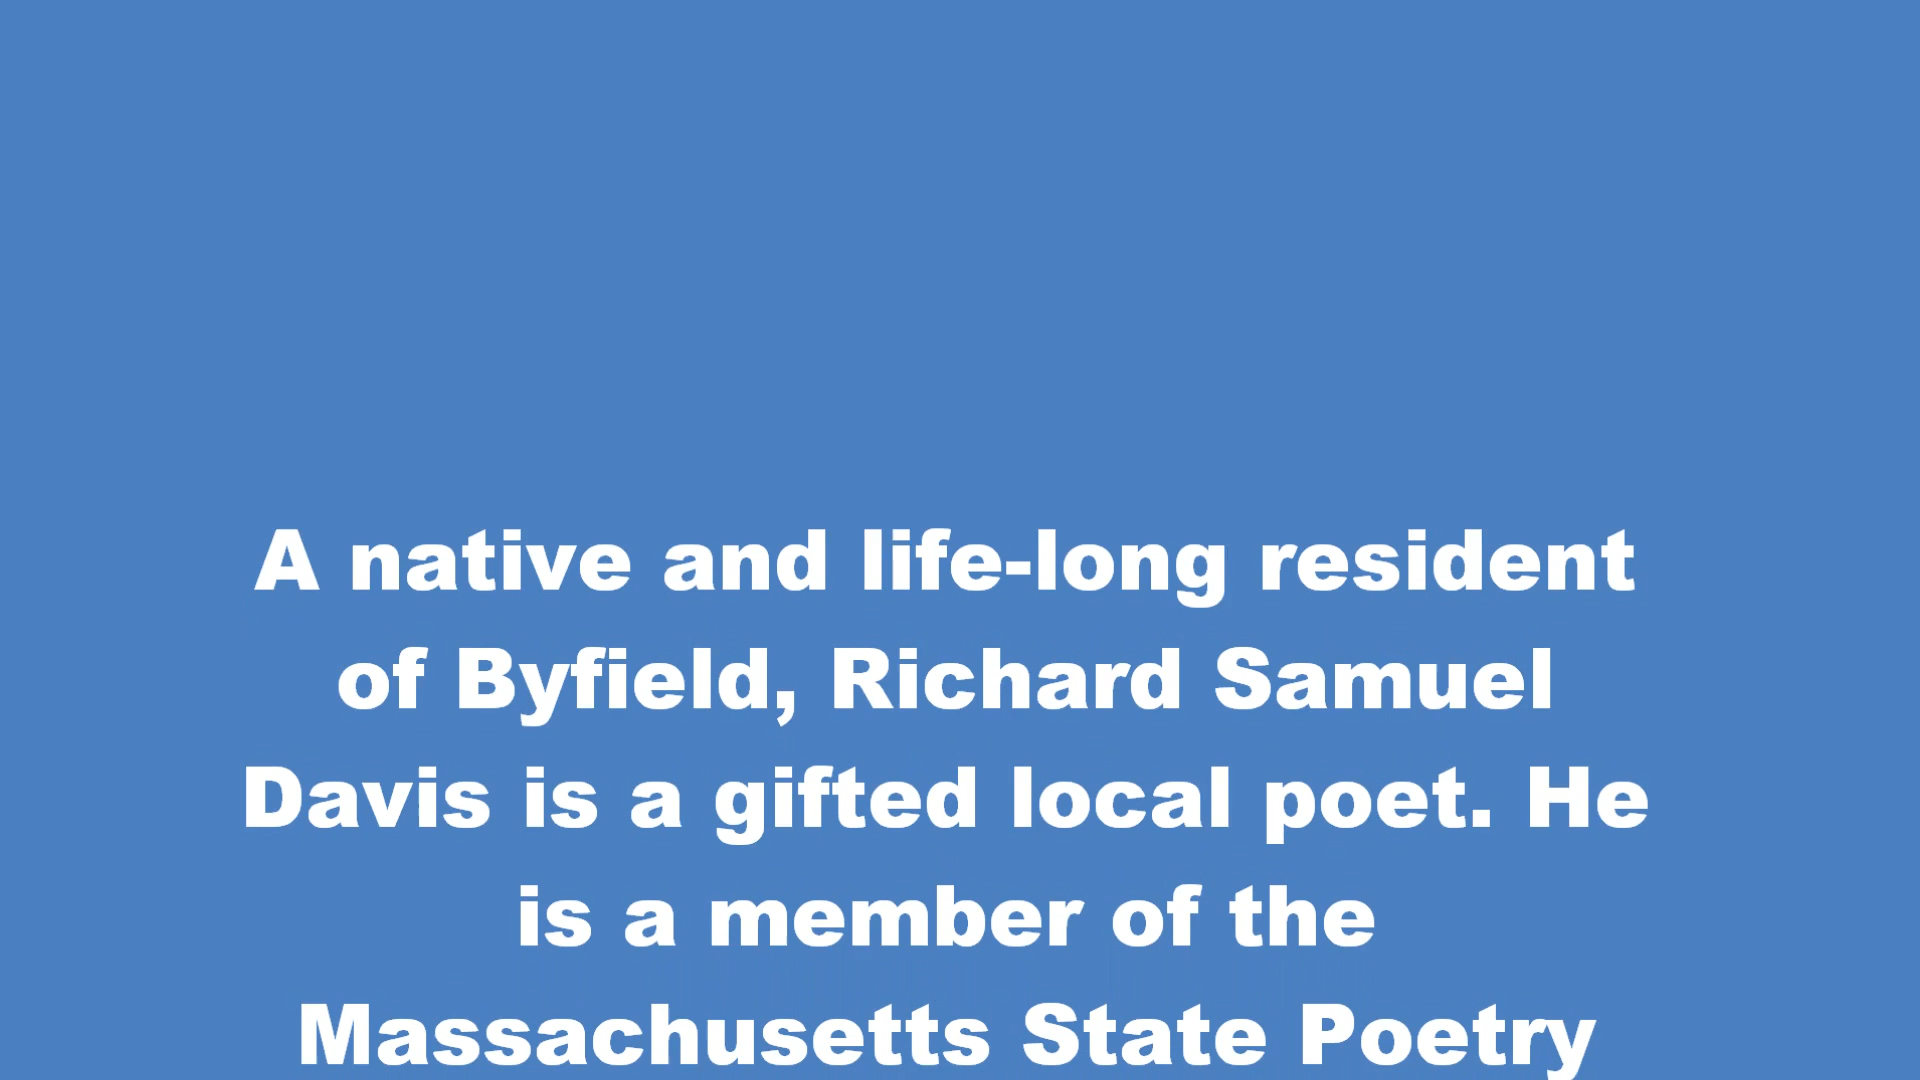 A native and life-long resident
of Byfield, Richard Samuel
Davis is a gifted local poet. He
is a member of the
Massachusetts State Poetry